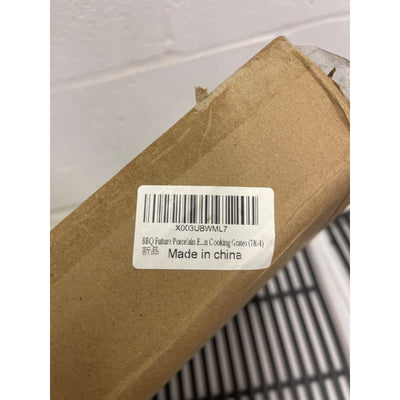 X003UBWML7
BBQ Future Porcelain E...n Cooking Grates (78:4)
新品 Made in china